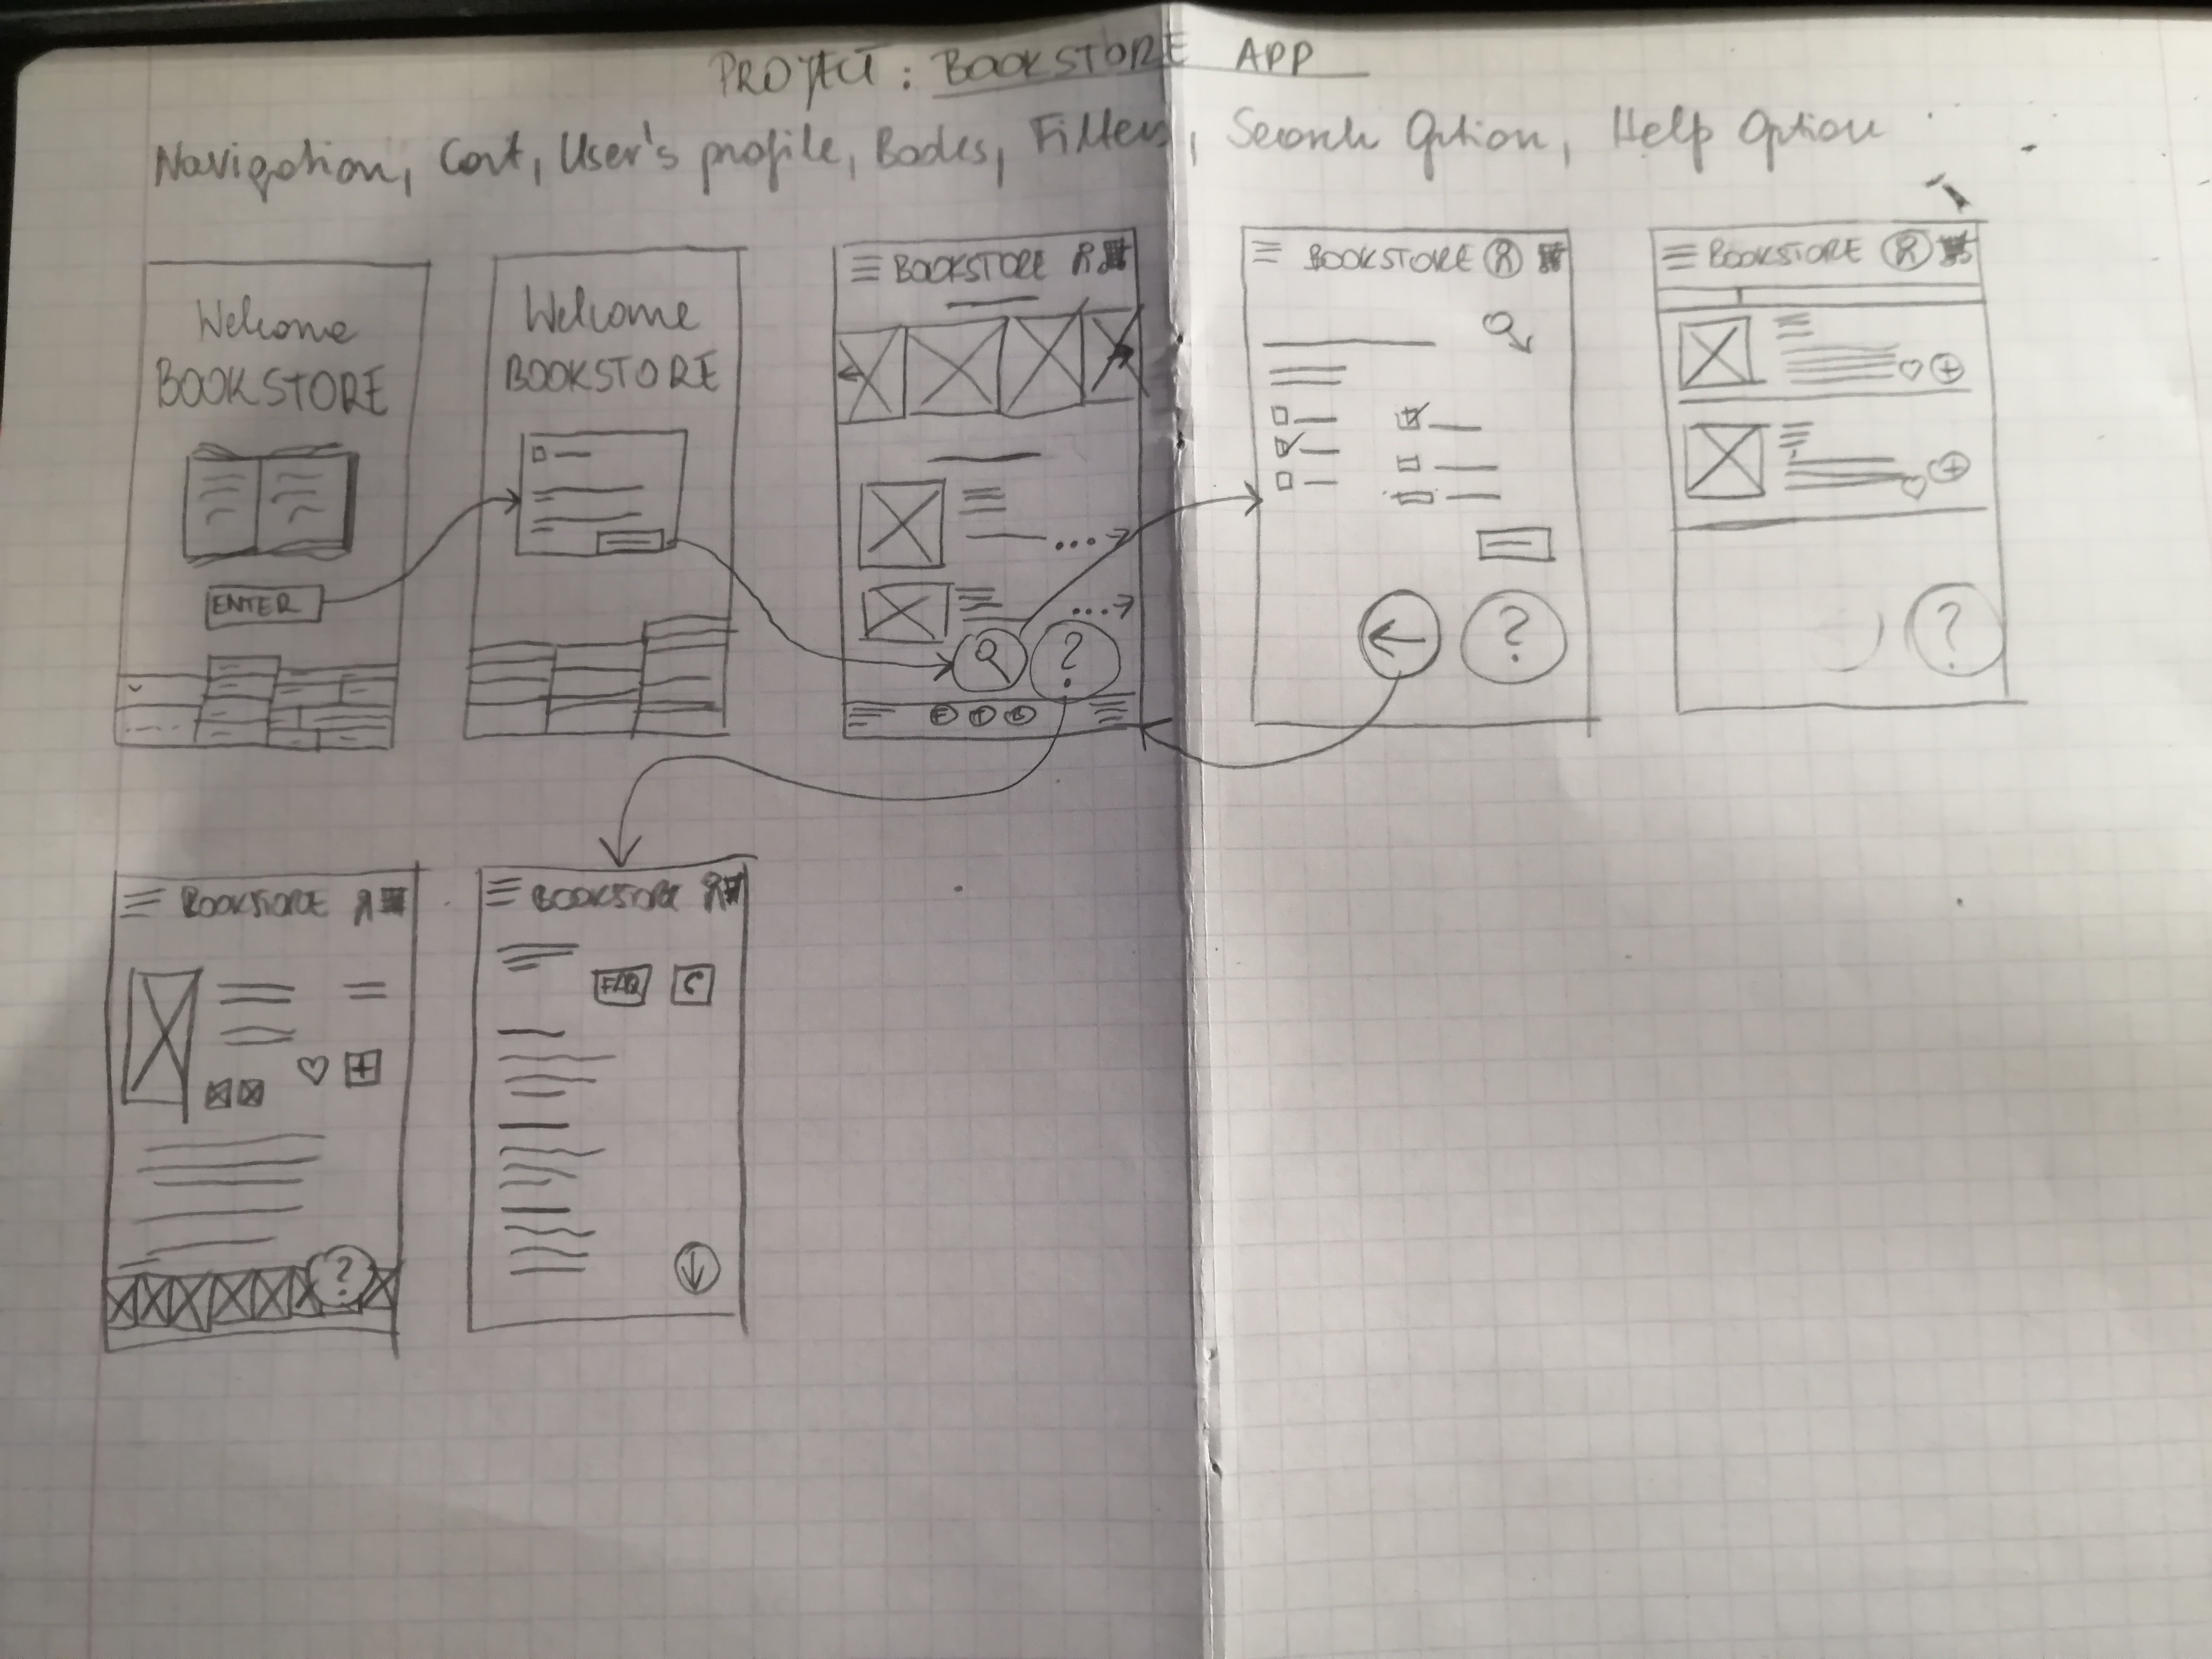 PROJECT: BOOKSTORE APP
Navigation, Cart, User's profile, Books, Filters, Search Option, Help Option
Welcome
BOOKSTORE
ENTER
Welcome
BOOKSTORE
BOOKSTORE
?
BOOKSTORE
?
BOOKSTORE
?
BOOKSTORE
?
BOOKSTORE
FAQ